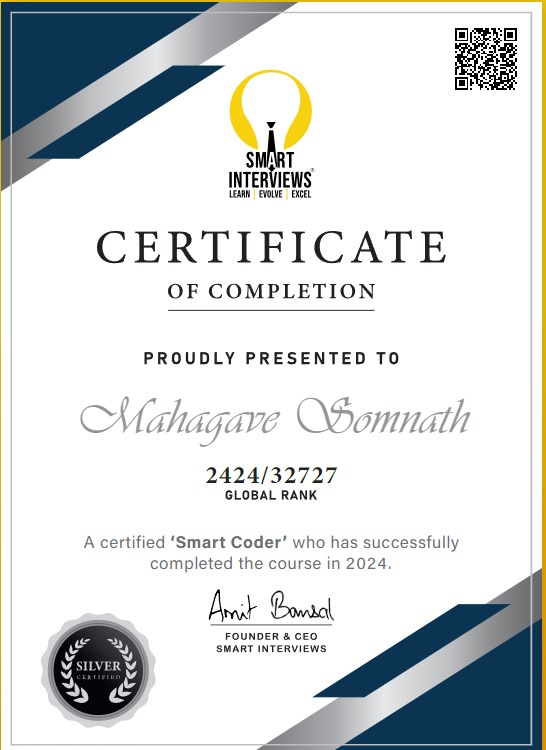 SMART
INTERVIEWS®
LEARN | EVOLVE | EXCEL
CERTIFICATE
OF COMPLETION
PROUDLY PRESENTED TO
Mahagave Somnath
2424/32727
GLOBAL RANK
A certified ‘Smart Coder’ who has successfully
completed the course in 2024.
Amit Bansal
FOUNDER & CEO
SMART INTERVIEWS
SILVER
CERTIFIED